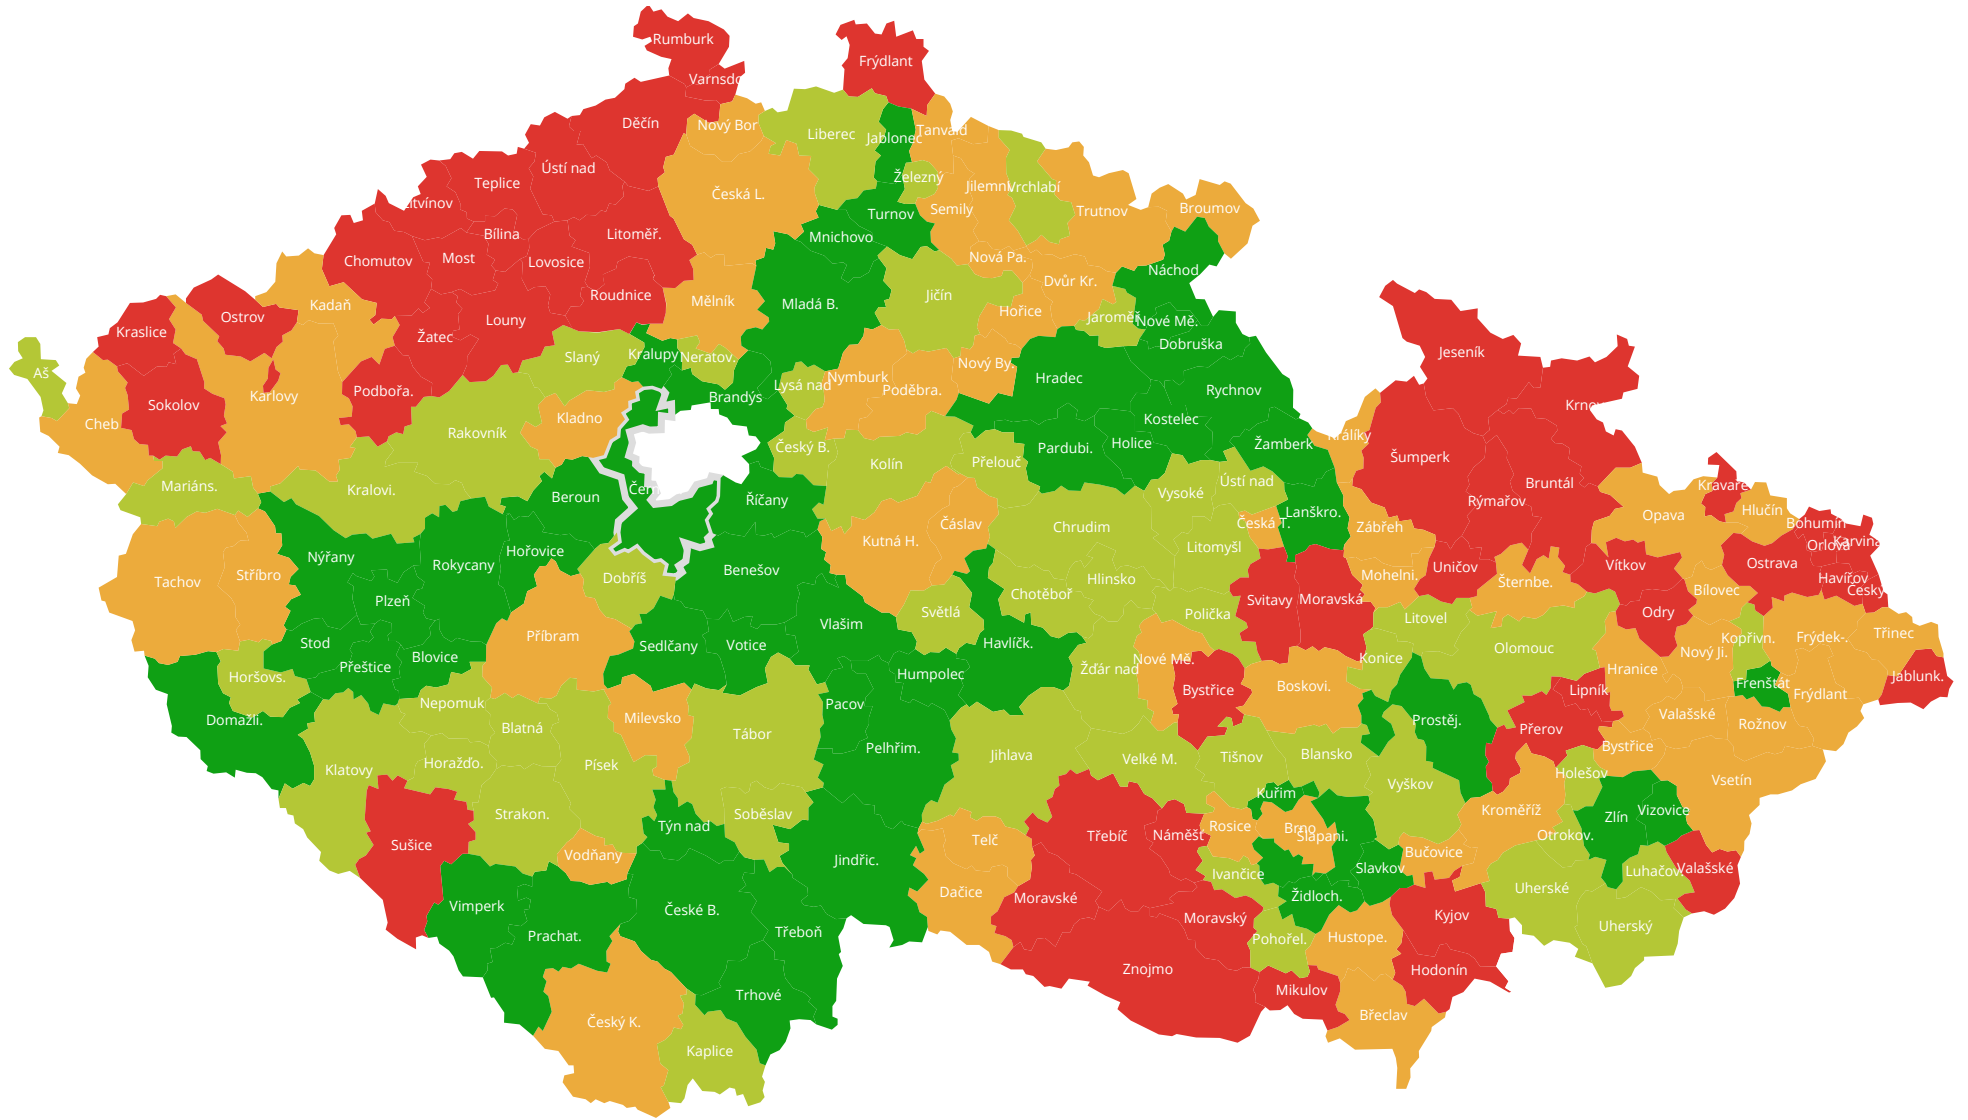 Rumburk
Frýdlant
Varnsdo
Děčín
Nový Bor
Liberec
Jablonec
Tanvald
Ústí nad
Teplice
Česká L.
Železný
Jilemni.
Vrchlabí
Litvínov
Semily
Trutnov
Broumov
Turnov
Bílina
Litoměř.
Mnichovo
Most
Chomutov
Lovosice
Nová Pa.
Náchod
Dvůr Kr.
Roudnice
Jičín
Mělník
Mladá B.
Kadaň
Hořice
Ostrov
Louny
Jaroměř
Nové Mě.
Kraslice
Žatec
Dobruška
Slaný
Kralupy
Neratov.
Jeseník
Nový By.
Aš
Nymburk
Hradec
Lysá nad
Poděbra.
Rychnov
Podbořa.
Karlovy
Brandýs
Sokolov
Krnov
Kladno
Kostelec
Cheb
Rakovník
Králíky
Žamberk
Holice
Český B.
Pardubi.
Šumperk
Kolín
Přelouč
Mariáns.
Kralovi.
Ústí nad
Bruntál
Kravaře
Čern
Vysoké
Beroun
Říčany
Rýmařov
Lanškro.
Hlučín
Opava
Čáslav
Česká T.
Bohumín
Chrudim
Zábřeh
Kutná H.
Karviná
Orlová
Litomyšl
Hořovice
Nýřany
Ostrava
Rokycany
Vítkov
Uničov
Benešov
Stříbro
Mohelni.
Dobříš
Havířov
Hlinsko
Tachov
Šternbe.
Bílovec
Český
Chotěboř
Plzeň
Svitavy
Moravská
Světlá
Odry
Polička
Litovel
Vlašim
Třinec
Příbram
Frýdek-.
Kopřivn.
Stod
Havlíčk.
Sedlčany
Votice
Olomouc
Nový Ji.
Blovice
Konice
Nové Mě.
Přeštice
Žďár nad
Hranice
Humpolec
Jablunk.
Horšovs.
Frenštát
Boskovi.
Bystřice
Lipník
Frýdlant
Nepomuk
Pacov
Valašské
Milevsko
Domažli.
Prostěj.
Rožnov
Blatná
Přerov
Tábor
Pelhřim.
Bystřice
Jihlava
Blansko
Tišnov
Velké M.
Horažďo.
Písek
Klatovy
Holešov
Vsetín
Vyškov
Kuřim
Kroměříž
Vizovice
Strakon.
Soběslav
Zlín
Týn nad
Rosice
Brno
Šlapani.
Otrokov.
Třebíč
Náměšť
Telč
Sušice
Bučovice
Vodňany
Jindřic.
Slavkov
Valašské
Luhačov.
Ivančice
Uherské
Dačice
Židloch.
Moravské
Vimperk
České B.
Kyjov
Moravský
Uherský
Třeboň
Prachat.
Hustope.
Pohořel.
Znojmo
Hodonín
Mikulov
Trhové
Břeclav
Český K.
Kaplice